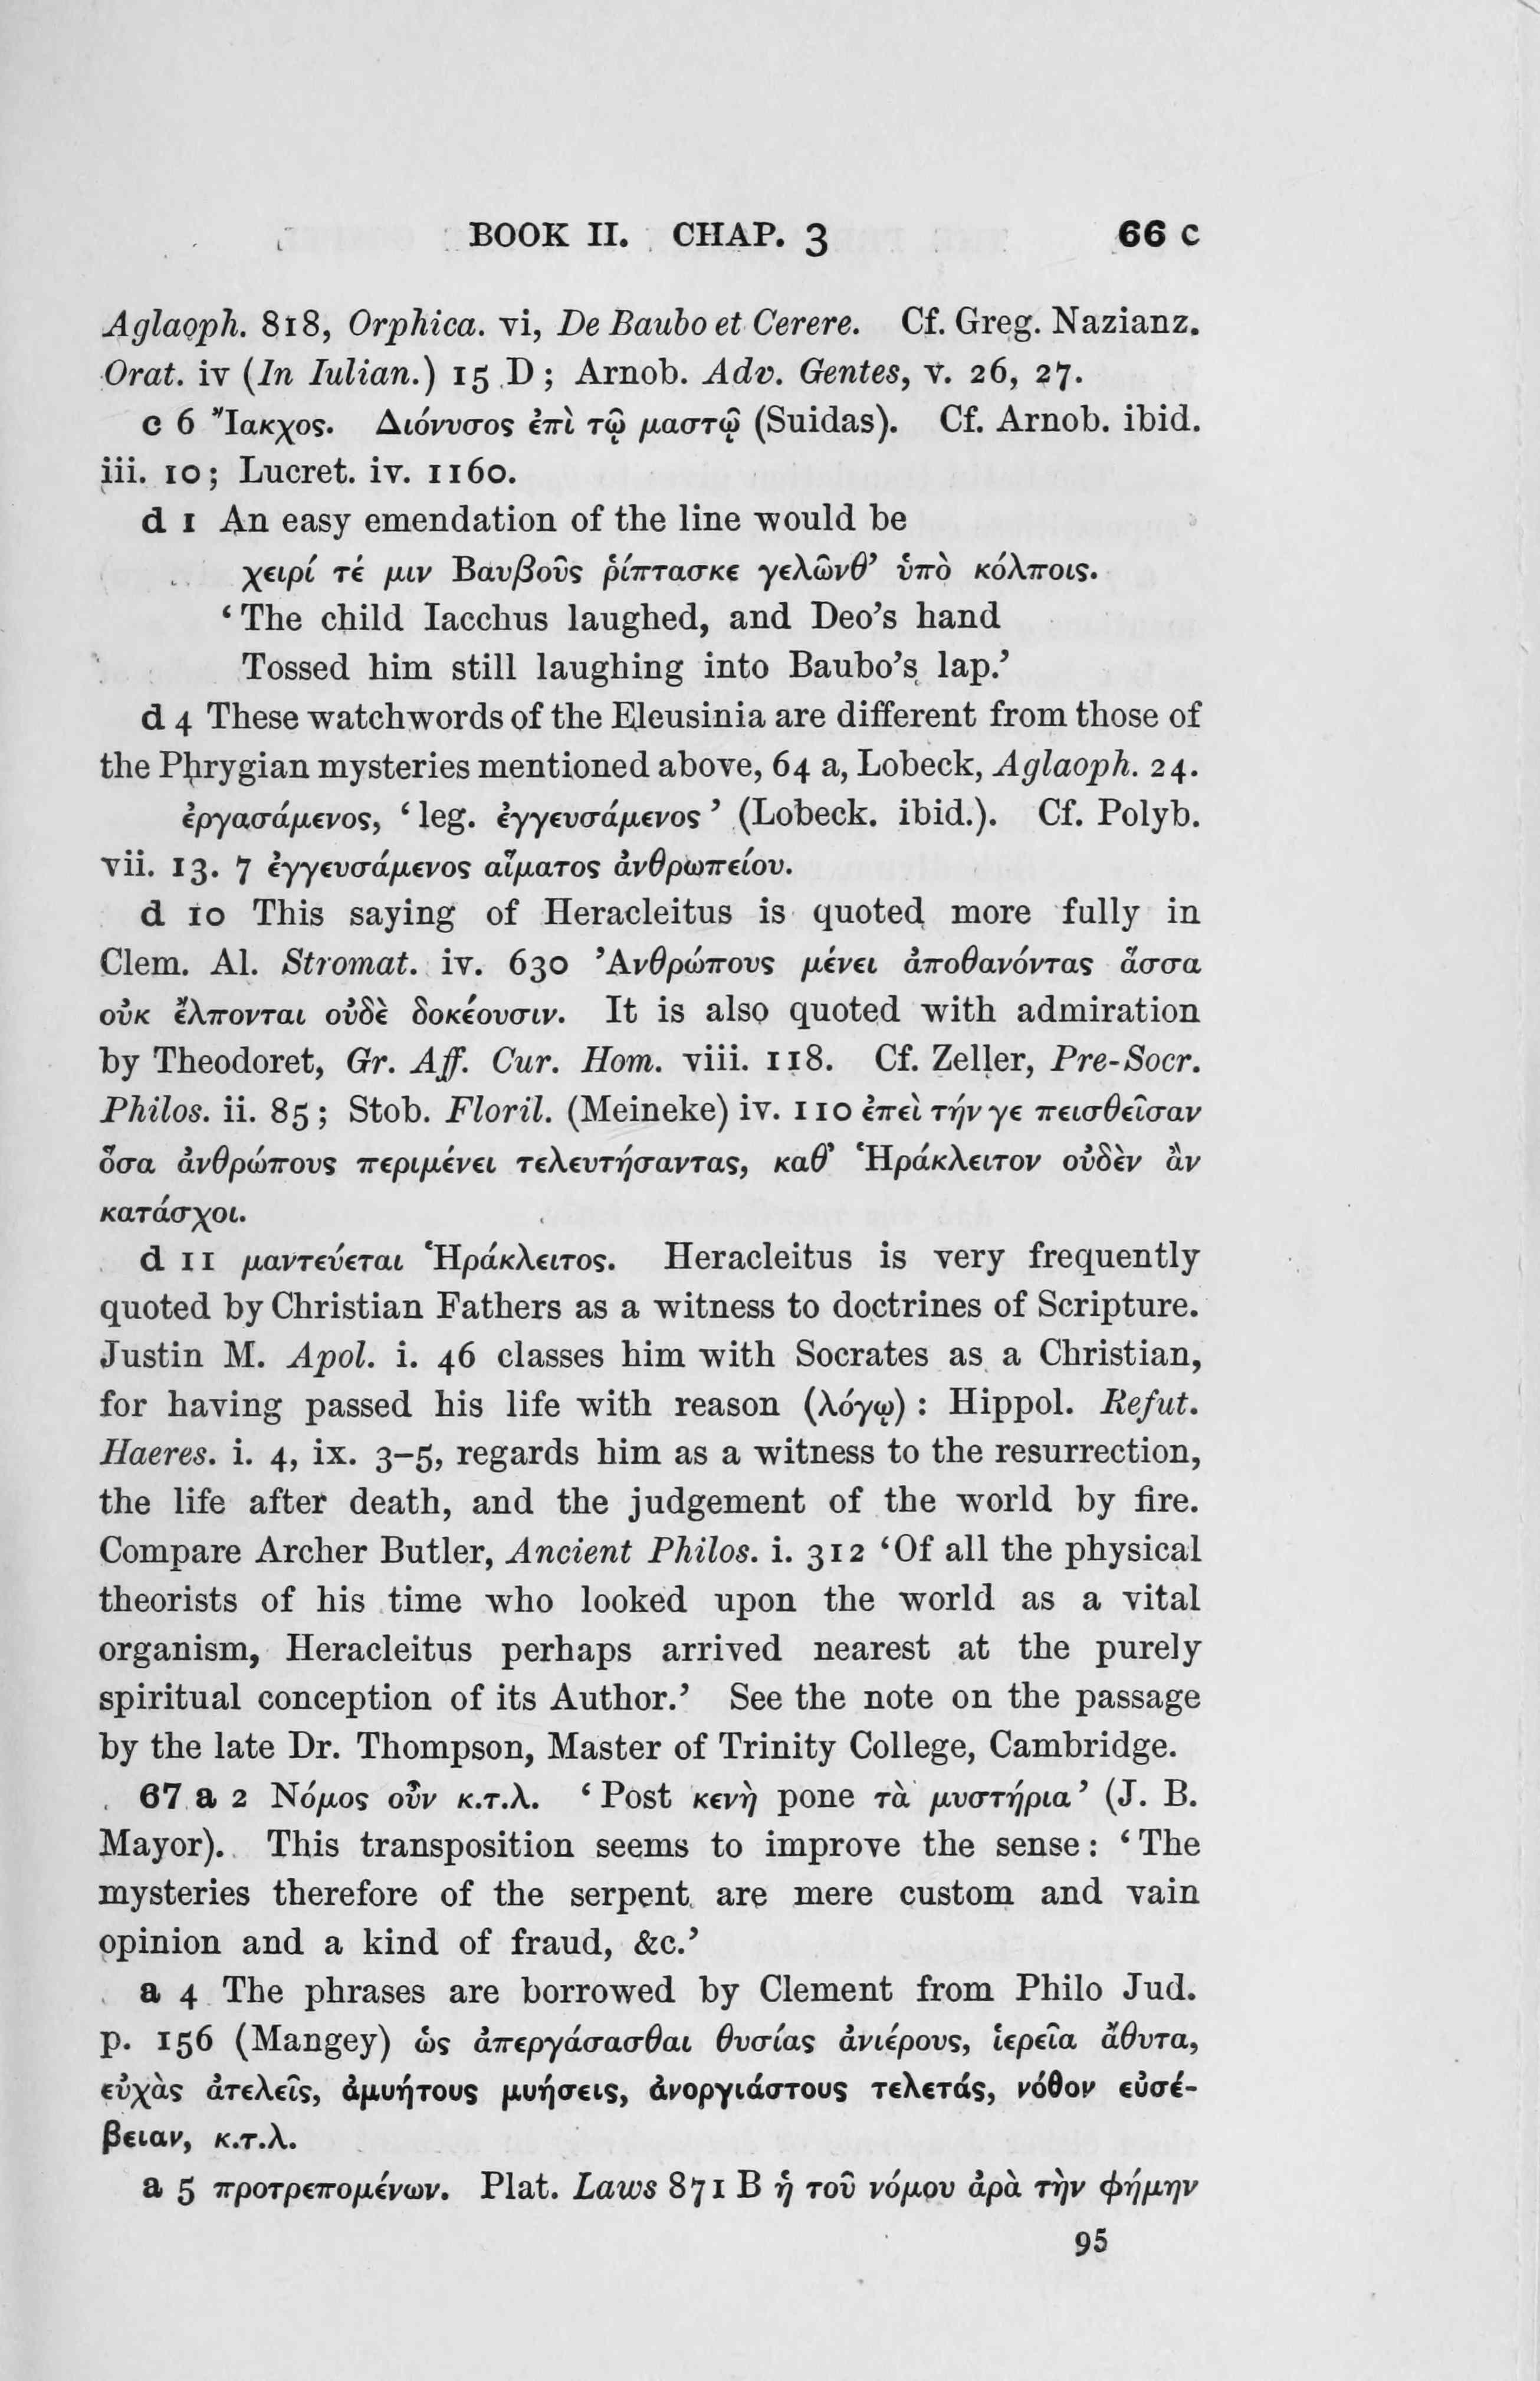 BOOK II. CHAP. 3 66 c
Aglaoph. 818, Orphica. vi, De Baubo et Cerere. Cf. Greg. Nazianz.
Orat. iv (In Iulian.) 15 D; Arnob. Adv. Gentes, v. 26, 27.
c 6 Ἴακχος. Διόνυσος ἐπὶ τῷ μαστῷ (Suidas). Cf. Arnob. ibid.
iii. 10; Lucret. iv. 1160.
d 1 An easy emendation of the line would be
χειρί τέ μιν Βαυβοῦς ῥίπτασκε γελῶνθ’ ὑπὸ κόλποις.
‘The child Iacchus laughed, and Deo’s hand
Tossed him still laughing into Baubo’s lap.’
d 4 These watchwords of the Eleusinia are different from those of
the Phrygian mysteries mentioned above, 64 a, Lobeck, Aglaoph. 24.
ἐργασάμενος, ‘leg. ἐγγευσάμενος’ (Lobeck. ibid.). Cf. Polyb.
vii. 13. 7 ἐγγευσάμενος αἵματος ἀνθρωπείου.
d 10 This saying of Heracleitus is quoted more fully in
Clem. Al. Stromat. iv. 630 Ἀνθρώπους μένει ἀποθανόντας ἅσσα
οὐκ ἔλπονται οὐδὲ δοκέουσιν. It is also quoted with admiration
by Theodoret, Gr. Aff. Cur. Hom. viii. 118. Cf. Zeller, Pre-Socr.
Philos. ii. 85; Stob. Floril. (Meineke) iv. 110 ἐπεὶ τήν γε πεισθεῖσαν
ὅσα ἀνθρώπους περιμένει τελευτήσαντας, καθ’ Ἡράκλειτον οὐδὲν ἂν
κατάσχοι.
d 11 μαντεύεται Ἡράκλειτος. Heracleitus is very frequently
quoted by Christian Fathers as a witness to doctrines of Scripture.
Justin M. Apol. i. 46 classes him with Socrates as a Christian,
for having passed his life with reason (λόγῳ): Hippol. Refut.
Haeres. i. 4, ix. 3–5, regards him as a witness to the resurrection,
the life after death, and the judgement of the world by fire.
Compare Archer Butler, Ancient Philos. i. 312 ‘Of all the physical
theorists of his time who looked upon the world as a vital
organism, Heracleitus perhaps arrived nearest at the purely
spiritual conception of its Author.’ See the note on the passage
by the late Dr. Thompson, Master of Trinity College, Cambridge.
67 a 2 Νόμος οὖν κ.τ.λ. ‘Post κενὴ pone τὰ μυστήρια’ (J. B.
Mayor). This transposition seems to improve the sense: ‘The
mysteries therefore of the serpent are mere custom and vain
opinion and a kind of fraud, &c.’
a 4 The phrases are borrowed by Clement from Philo Jud.
p. 156 (Mangey) ὡς ἀπεργάσασθαι θυσίας ἀνιέρους, ἱερεῖα ἄθυτα,
εὐχὰς ἀτελεῖς, ἀμυήτους μυήσεις, ἀνοργιάστους τελετάς, νόθον εὐσέ-
βειαν, κ.τ.λ.
a 5 προτρεπομένων. Plat. Laws 871 B ἡ τοῦ νόμου ἀρὰ τὴν φήμην
95